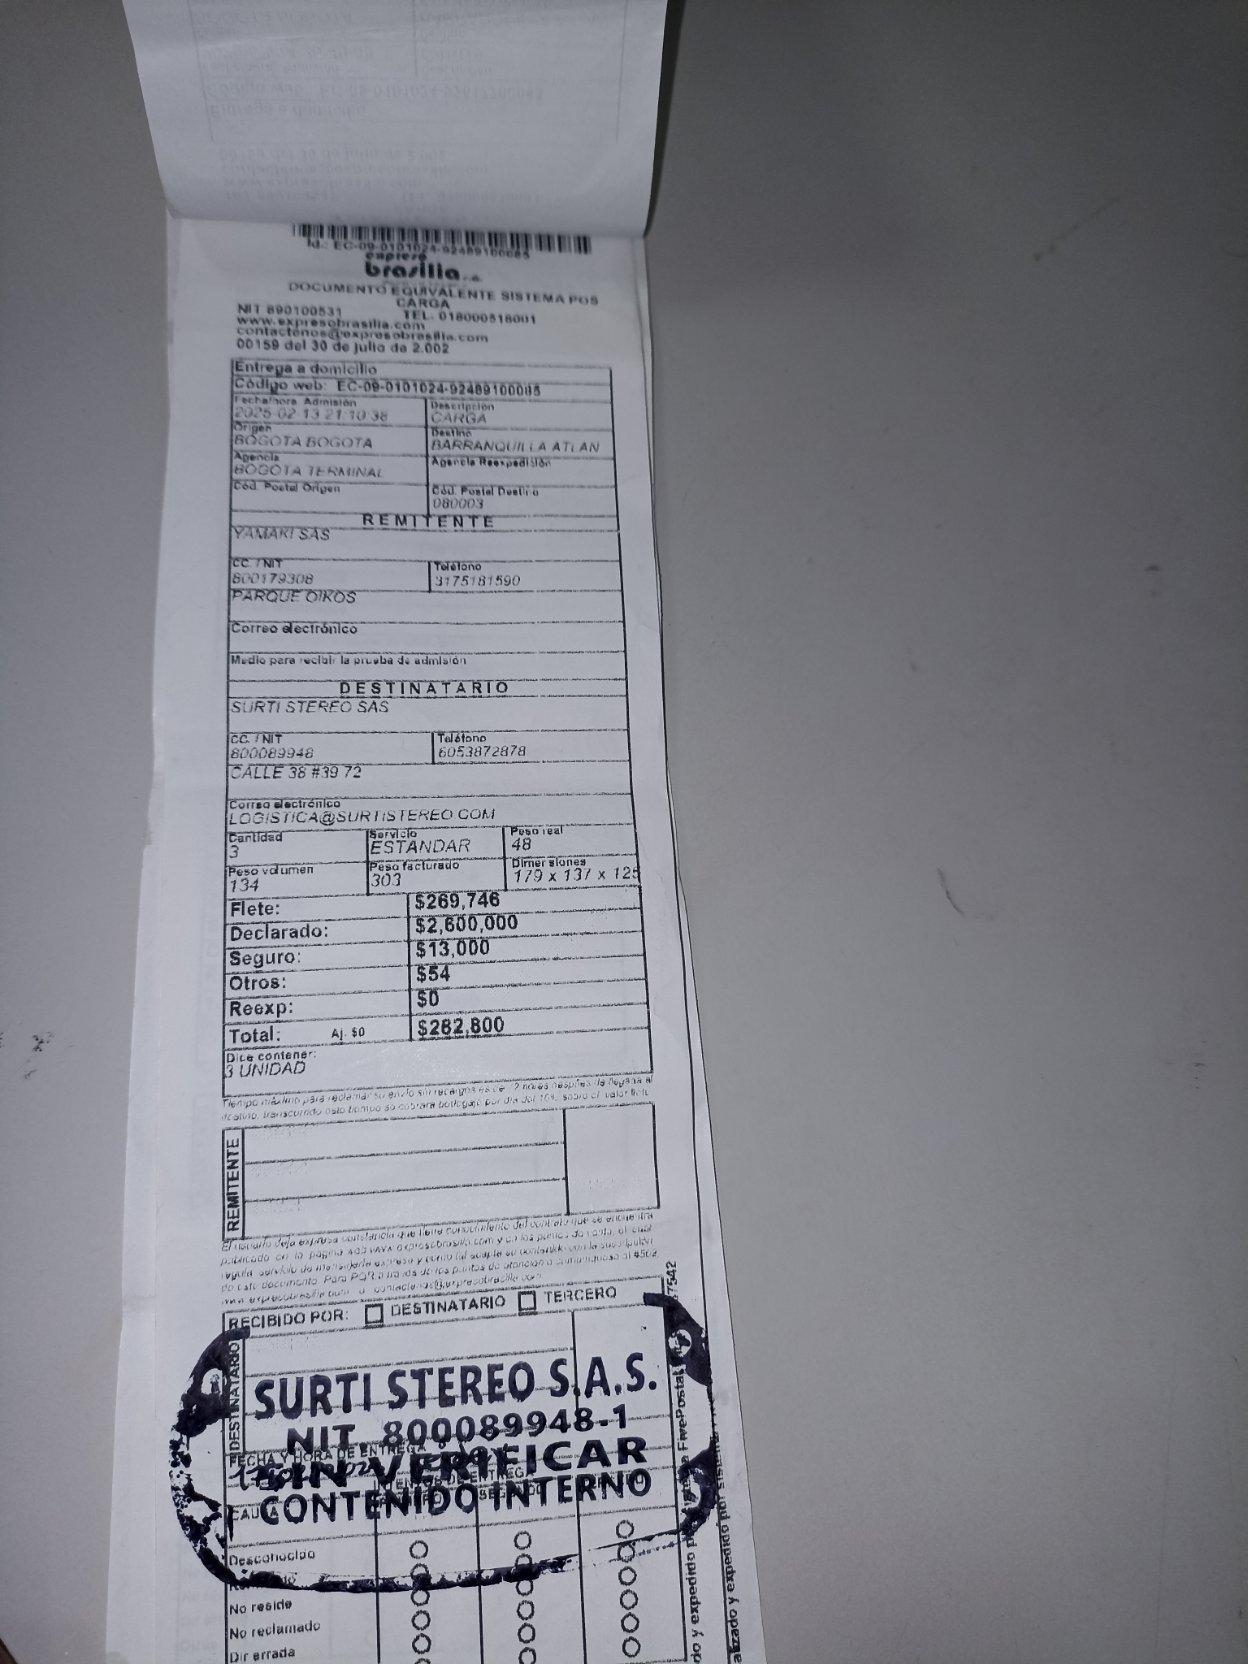 Id.: EC-09-0101024-92489100085
expreso
brasilia s.a.
DOCUMENTO EQUIVALENTE SISTEMA POS
CARGA
NIT 890100531 TEL. 018000518001
www.expresobrasilia.com
contactenos@expresobrasilia.com
00159 del 30 de julio de 2.002
Entrega a domicilio
Código web: EC-09-0101024-92489100085
Fecha/hora Admisión Descripción
2025-02-13 21:10:38 CARGA
Origen Destino
BOGOTA BOGOTA BARRANQUILLA ATLAN
Agencia Agencia Reexpedición
BOGOTA TERMINAL
Cód. Postal Origen Cód. Postal Destino
080003
REMITENTE
YAMAKI SAS
CC. / NIT Teléfono
800179308 3175181590
PARQUE OIKOS
Correo electrónico
Medio para recibir la prueba de admisión
DESTINATARIO
SURTI STEREO SAS
CC. / NIT Teléfono
800089948 6053872878
CALLE 38 #39 72
Correo electrónico
LOGISTICA@SURTISTEREO.COM
Cantidad Servicio Peso real
3 ESTANDAR 48
Peso volumen Peso facturado Dimensiones
134 303 179 x 137 x 125
Flete: $269,746
Declarado: $2,600,000
Seguro: $13,000
Otros: $54
Reexp: $0
Total: Aj. $0 $282,800
Dice contener:
3 UNIDAD
REMITENTE
RECIBIDO POR: DESTINATARIO TERCERO
DESTINATARIO
SURTI STEREO S.A.S.
NIT. 800089948-1
FECHA Y HORA DE ENTREGA
SIN VERIFICAR
CONTENIDO INTERNO
Desconocido
No reside
No reclamado
Dir errada